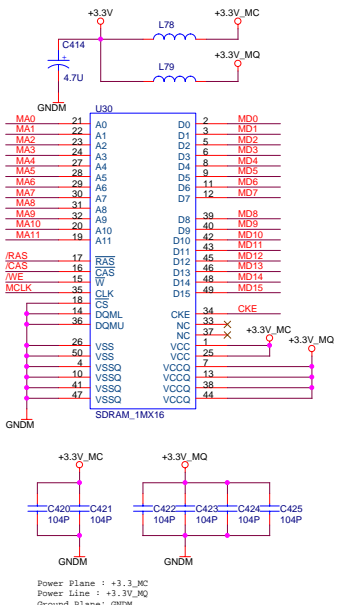 +3.3V
L78
+3.3V_MC
C414
+
4.7U
L79
+3.3V_MQ
GNDM
U30
MA0 21 A0 D0 2 MD0
MA1 22 A1 D1 3 MD1
MA2 23 A2 D2 5 MD2
MA3 24 A3 D3 6 MD3
MA4 27 A4 D4 8 MD4
MA5 28 A5 D5 9 MD5
MA6 29 A6 D6 11 MD6
MA7 30 A7 D7 12 MD7
MA8 31 A8
MA9 32 A9 D8 39 MD8
MA10 20 A10 D9 40 MD9
MA11 19 A11 D10 42 MD10
D11 43 MD11
/RAS 17 RAS D12 45 MD12
/CAS 16 CAS D13 46 MD13
/WE 15 W D14 48 MD14
MCLK 35 CLK D15 49 MD15
18 CS
14 DQML CKE 34 CKE
36 DQMU NC 33
NC 37
+3.3V_MC
+3.3V_MQ
26 VSS VCC 1
50 VSS VCC 25
4 VSSQ VCCQ 7
10 VSSQ VCCQ 13
41 VSSQ VCCQ 38
47 VSSQ VCCQ 44
SDRAM_1MX16
GNDM
+3.3V_MC
+3.3V_MQ
C420 C421 C422 C423 C424 C425
104P 104P 104P 104P 104P 104P
GNDM
GNDM
Power Plane : +3.3_MC
Power Line : +3.3V_MQ
Ground Plane: GNDM